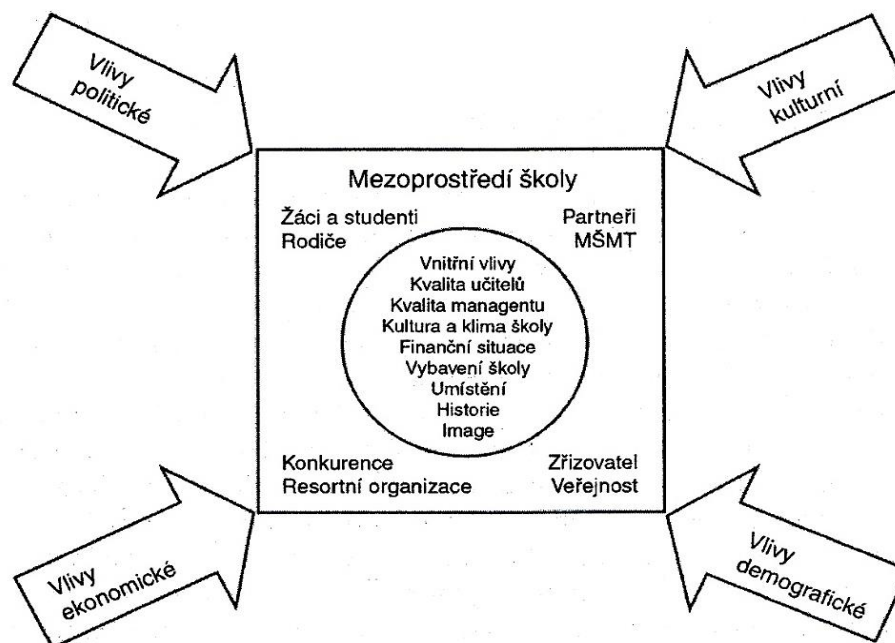 Vlivy
politické
Vlivy
kulturní
Mezoprostředí školy
Žáci a studenti
Rodiče
Partneři
MŠMT
Vnitřní vlivy
Kvalita učitelů
Kvalita managentu
Kultura a klima školy
Finanční situace
Vybavení školy
Umístění
Historie
Image
Konkurence
Resortní organizace
Zřizovatel
Veřejnost
Vlivy
ekonomické
Vlivy
demografické